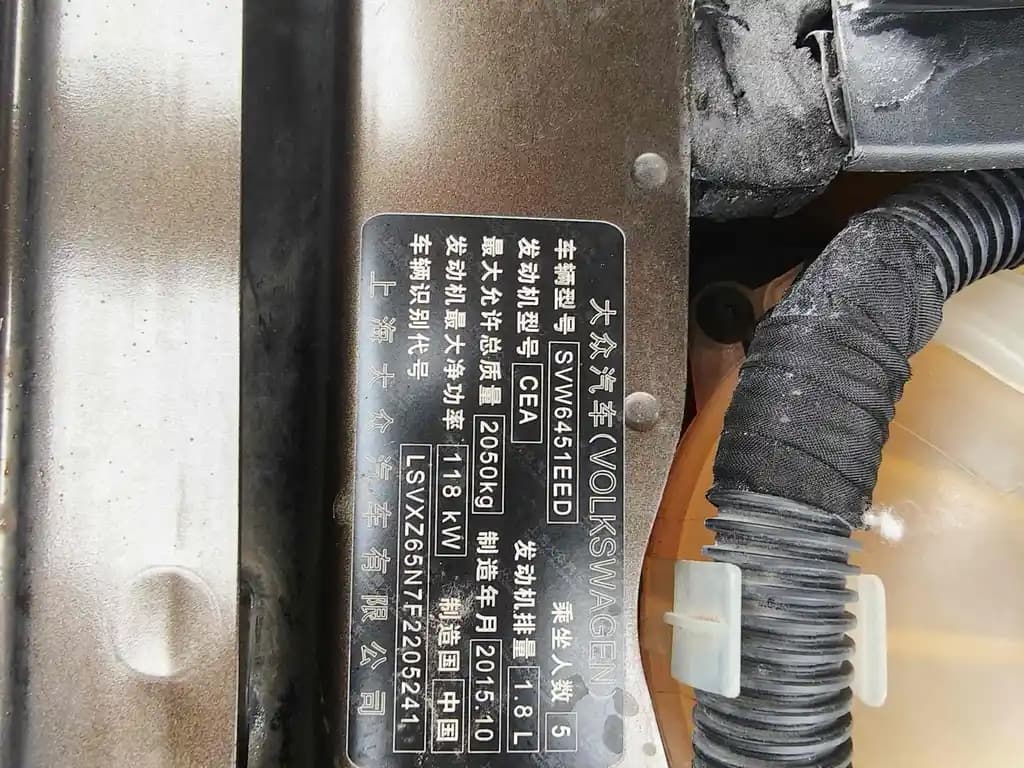 大众汽车(VOLKSWAGEN)
车辆型号 SVW6451EED 乘坐人数 5
发动机型号 CEA 发动机排量 1.8 L
最大允许总质量 2050kg 制造年月 2015.10
发动机最大净功率 118 kW 制造国 中国
车辆识别代号 LSVXZ65N7F2205241
上海大众汽车有限公司